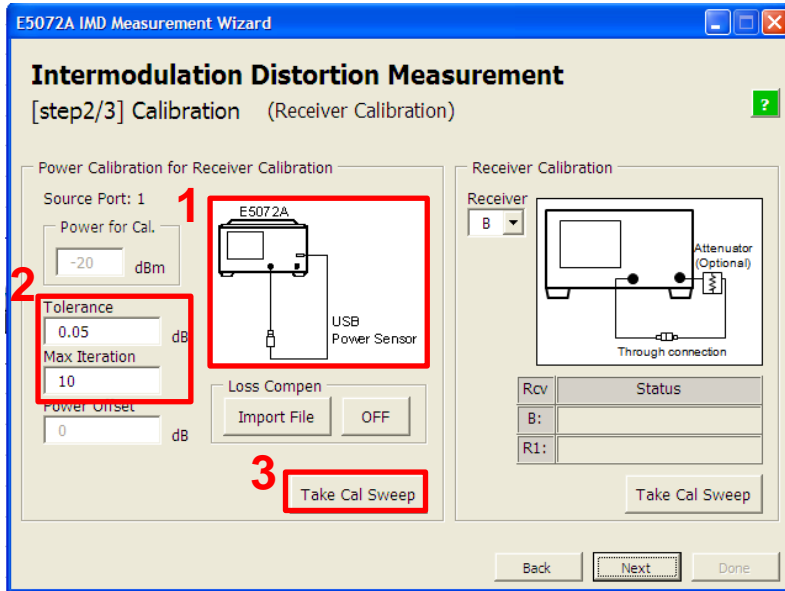 E5072A IMD Measurement Wizard
Intermodulation Distortion Measurement
[step2/3] Calibration (Receiver Calibration)
?
Power Calibration for Receiver Calibration
Source Port: 1
Power for Cal.
-20 dBm
1
E5072A
USB
Power Sensor
2
Tolerance
0.05 dB
Max Iteration
10
Power Offset
0 dB
Loss Compen
Import File OFF
3
Take Cal Sweep
Receiver Calibration
Receiver
B
Attenuator
(Optional)
Through connection
Rcv Status
B:
R1:
Take Cal Sweep
Back Next Done